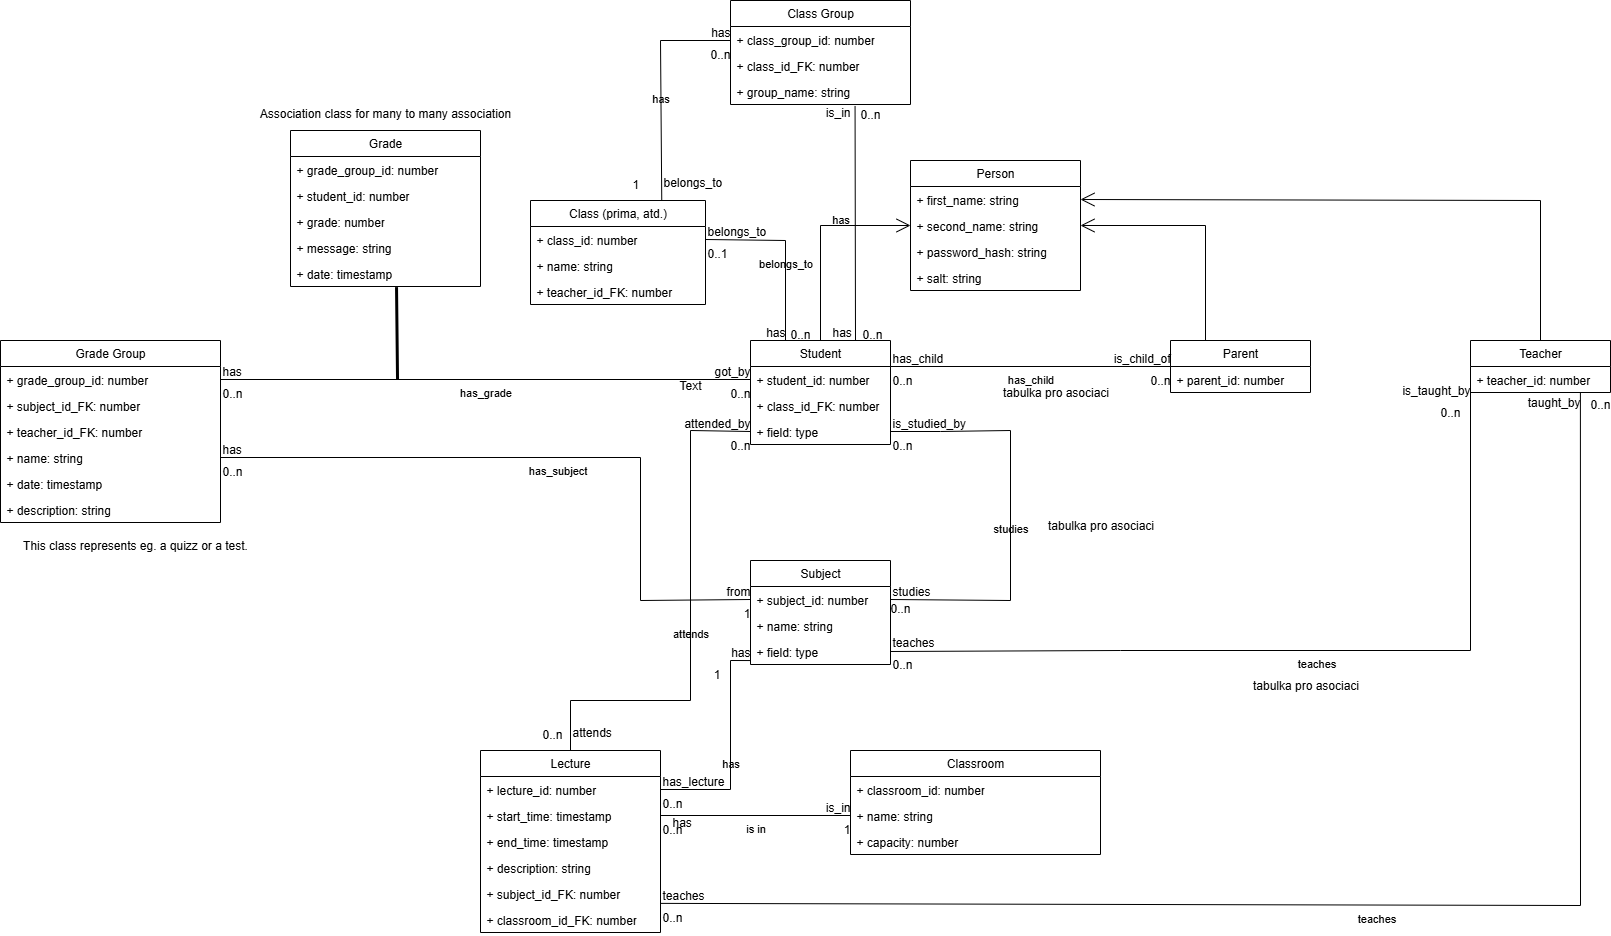 Class Group
+ class_group_id: number
+ class_id_FK: number
+ group_name: string
has
0..n
has
is_in
0..n
Association class for many to many association
Grade
+ grade_group_id: number
+ student_id: number
+ grade: number
+ message: string
+ date: timestamp
1
belongs_to
Class (prima, atd.)
+ class_id: number
+ name: string
+ teacher_id_FK: number
belongs_to
0..1
belongs_to
has
Person
+ first_name: string
+ second_name: string
+ password_hash: string
+ salt: string
has
0..n
has
0..n
Grade Group
+ grade_group_id: number
+ subject_id_FK: number
+ teacher_id_FK: number
+ name: string
+ date: timestamp
+ description: string
This class represents eg. a quizz or a test.
has
0..n
has_grade
Text
got_by
0..n
has
0..n
has_subject
Student
+ student_id: number
+ class_id_FK: number
+ field: type
has_child
0..n
has_child
tabulka pro asociaci
is_child_of
0..n
Parent
+ parent_id: number
Teacher
+ teacher_id: number
is_taught_by
0..n
taught_by
0..n
attended_by
0..n
is_studied_by
0..n
studies
tabulka pro asociaci
Subject
+ subject_id: number
+ name: string
+ field: type
from
1
studies
0..n
attends
has
1
teaches
0..n
teaches
tabulka pro asociaci
0..n
attends
Lecture
+ lecture_id: number
+ start_time: timestamp
+ end_time: timestamp
+ description: string
+ subject_id_FK: number
+ classroom_id_FK: number
has
has_lecture
0..n
has
0..n
is in
is_in
1
Classroom
+ classroom_id: number
+ name: string
+ capacity: number
teaches
0..n
teaches